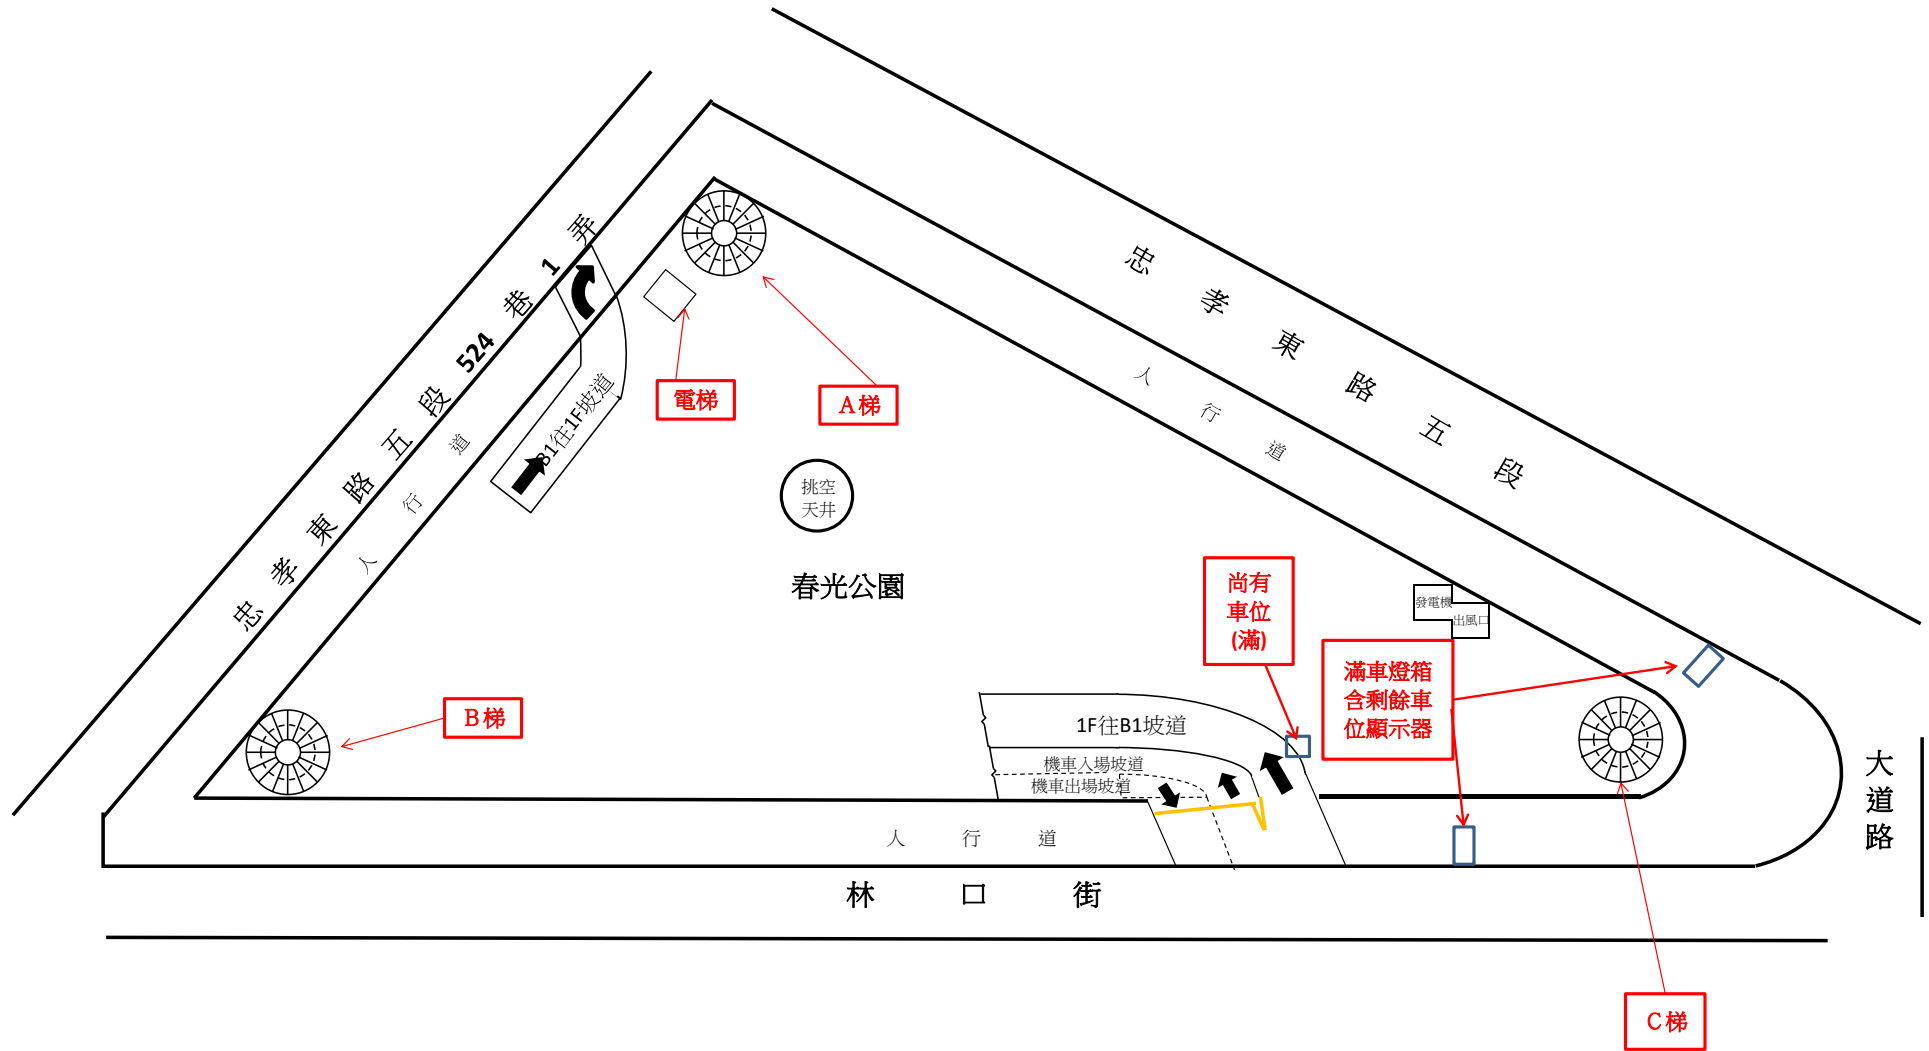 忠孝東路五段524巷1弄
人行道
忠孝東路五段
人行道
B1往1F坡道
電梯
A梯
挑空
天井
春光公園
尚有
車位
(滿)
發電機
出風口
滿車燈箱
含剩餘車
位顯示器
B梯
1F往B1坡道
機車入場坡道
機車出場坡道
人行道
林口街
大道路
C梯